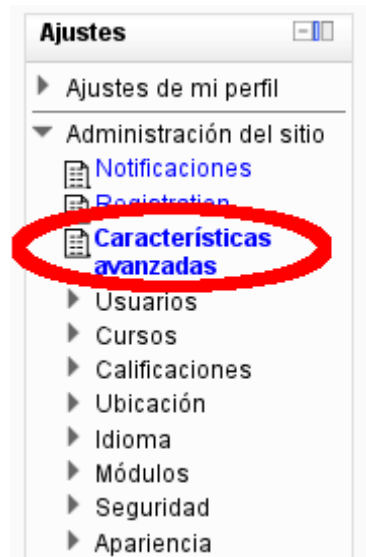 Ajustes
Ajustes de mi perfil
Administración del sitio
Notificaciones
Registration
Características
avanzadas
Usuarios
Cursos
Calificaciones
Ubicación
Idioma
Módulos
Seguridad
Apariencia